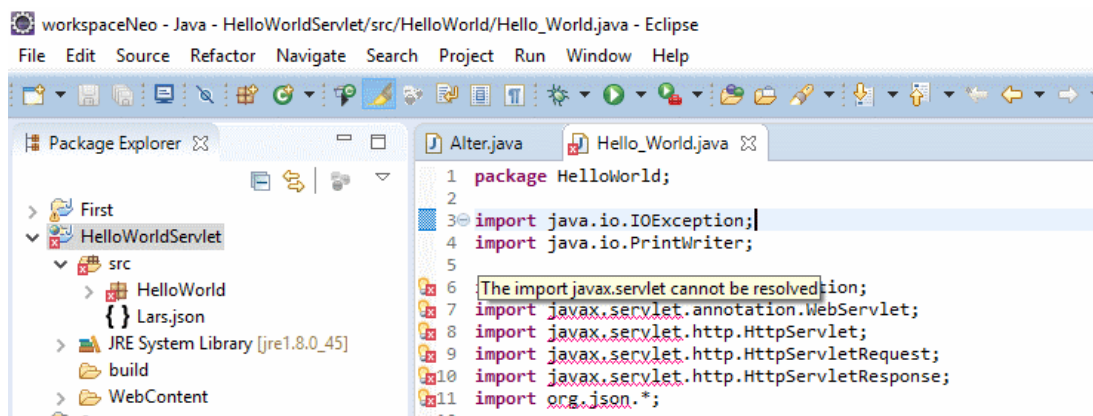 workspaceNeo - Java - HelloWorldServlet/src/HelloWorld/Hello_World.java - Eclipse
File Edit Source Refactor Navigate Search Project Run Window Help
Package Explorer
First
HelloWorldServlet
src
HelloWorld
{ } Lars.json
JRE System Library [jre1.8.0_45]
build
WebContent
Alter.java Hello_World.java
1 package HelloWorld;
2
3 import java.io.IOException;
4 import java.io.PrintWriter;
5
6 The import javax.servlet cannot be resolved tion;
7 import javax.servlet.annotation.WebServlet;
8 import javax.servlet.http.HttpServlet;
9 import javax.servlet.http.HttpServletRequest;
10 import javax.servlet.http.HttpServletResponse;
11 import org.json.*;